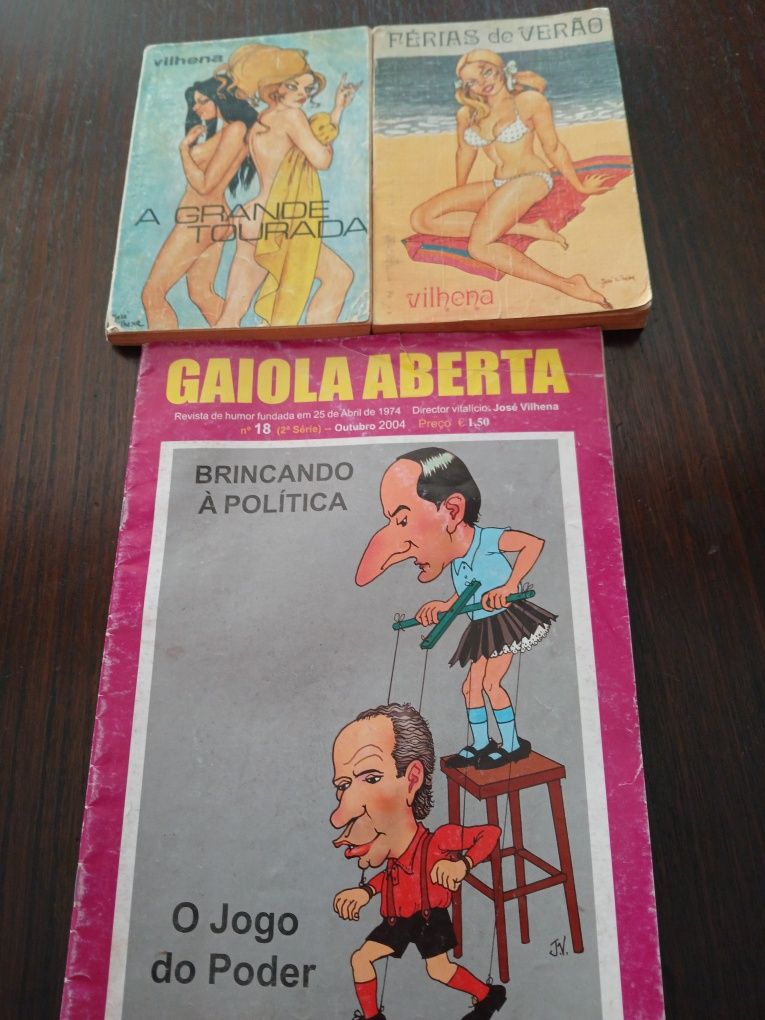 vilhena
A GRANDE
TOURADA
FÉRIAS de VERÃO
vilhena
GAIOLA ABERTA
Revista de humor fundada em 25 de Abril de 1974 Director vitalício: José Vilhena
nº 18 (2ª Série) – Outubro 2004 Preço € 1,50
BRINCANDO
À POLÍTICA
O Jogo
do Poder
J.V.